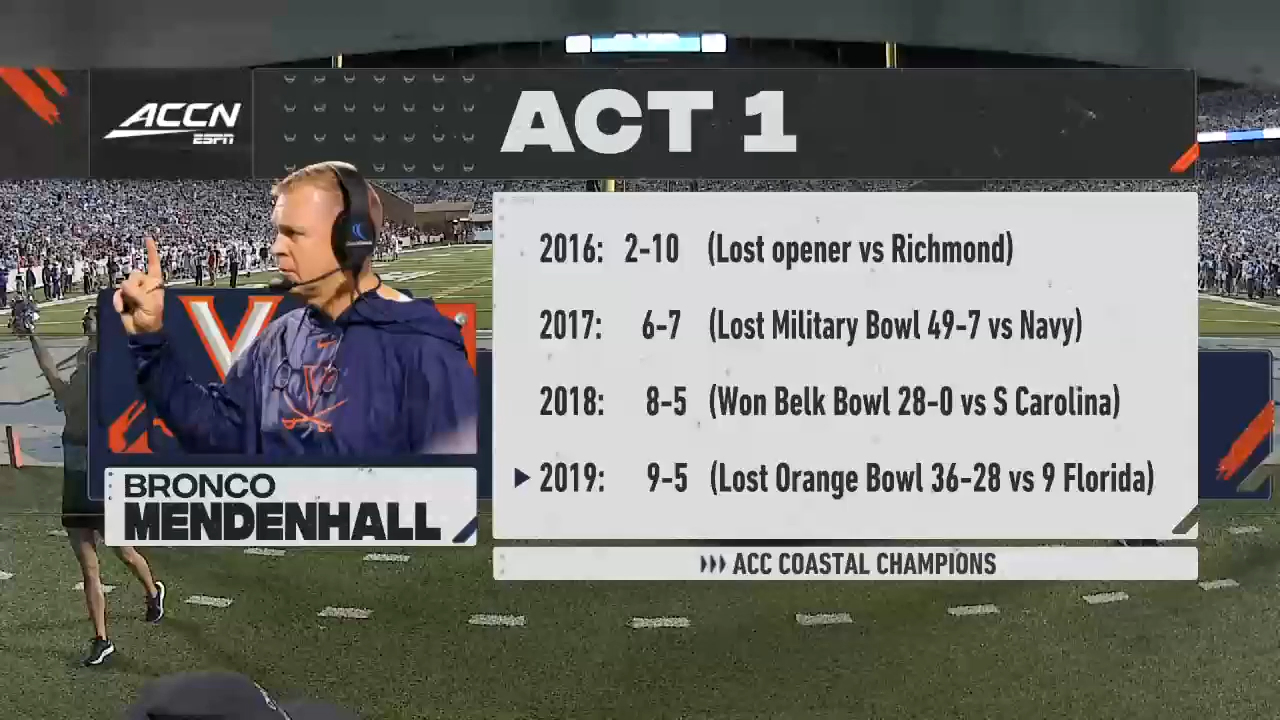 ACCN
ESPN
ACT 1
2016: 2-10 (Lost opener vs Richmond)
2017: 6-7 (Lost Military Bowl 49-7 vs Navy)
2018: 8-5 (Won Belk Bowl 28-0 vs S Carolina)
2019: 9-5 (Lost Orange Bowl 36-28 vs 9 Florida)
ACC COASTAL CHAMPIONS
V
V
BRONCO
MENDENHALL